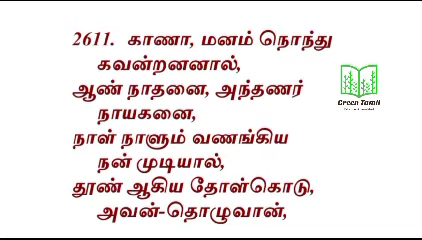 2611. காணா, மனம் நொந்து
கவன்றனனால்,
ஆண் நாதனை, அந்தணர்
நாயகனை,
நாள் நாளும் வணங்கிய
நன் முடியால்,
தூண் ஆகிய தோள்கொடு,
அவன்-தொழுவான்,
Green Tamil